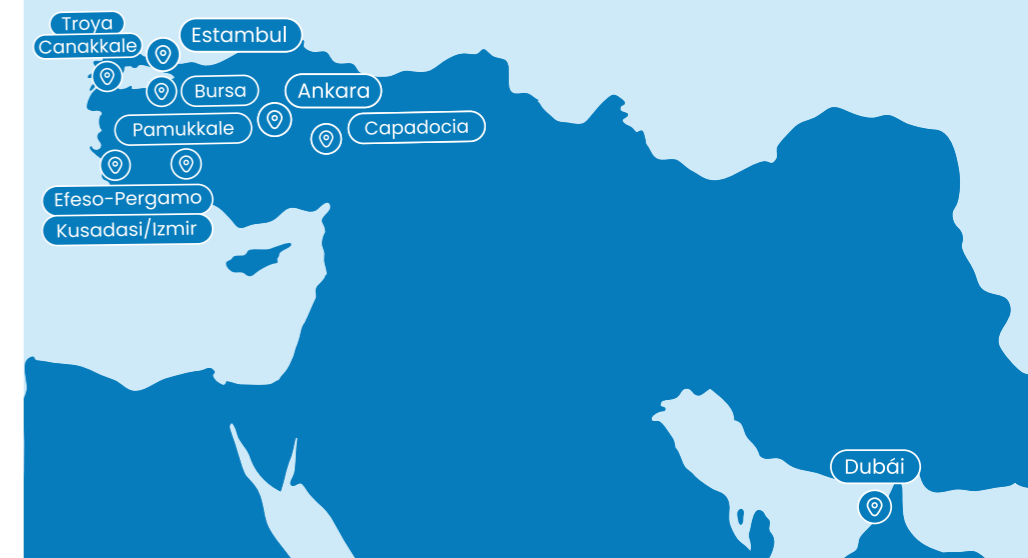 Troya
Canakkale
Estambul
Bursa
Ankara
Pamukkale
Capadocia
Efeso-Pergamo
Kusadasi/Izmir
Dubái